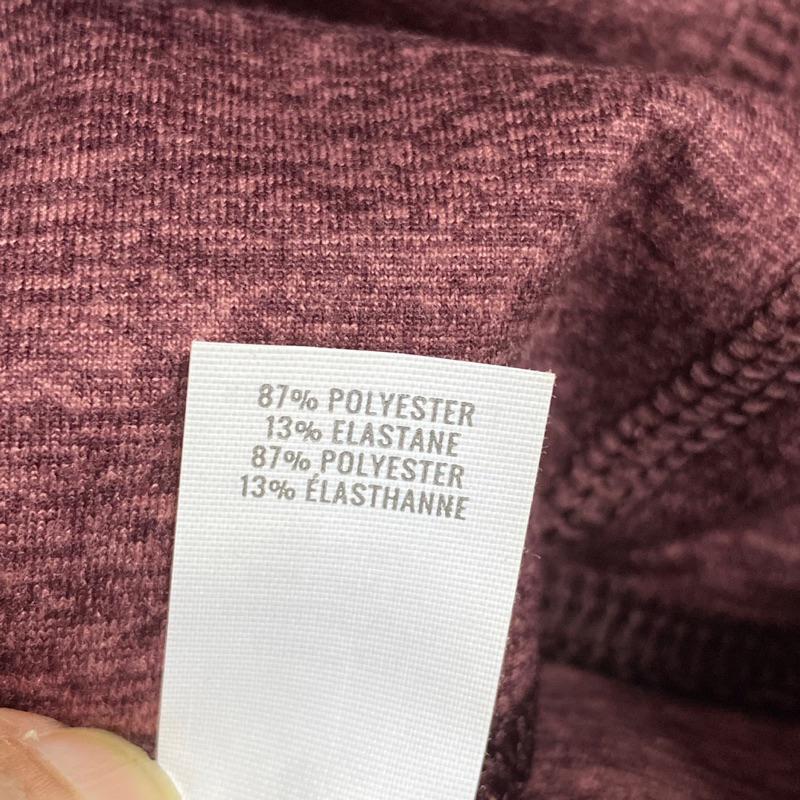 87% POLYESTER
13% ELASTANE
87% POLYESTER
13% ÉLASTHANNE